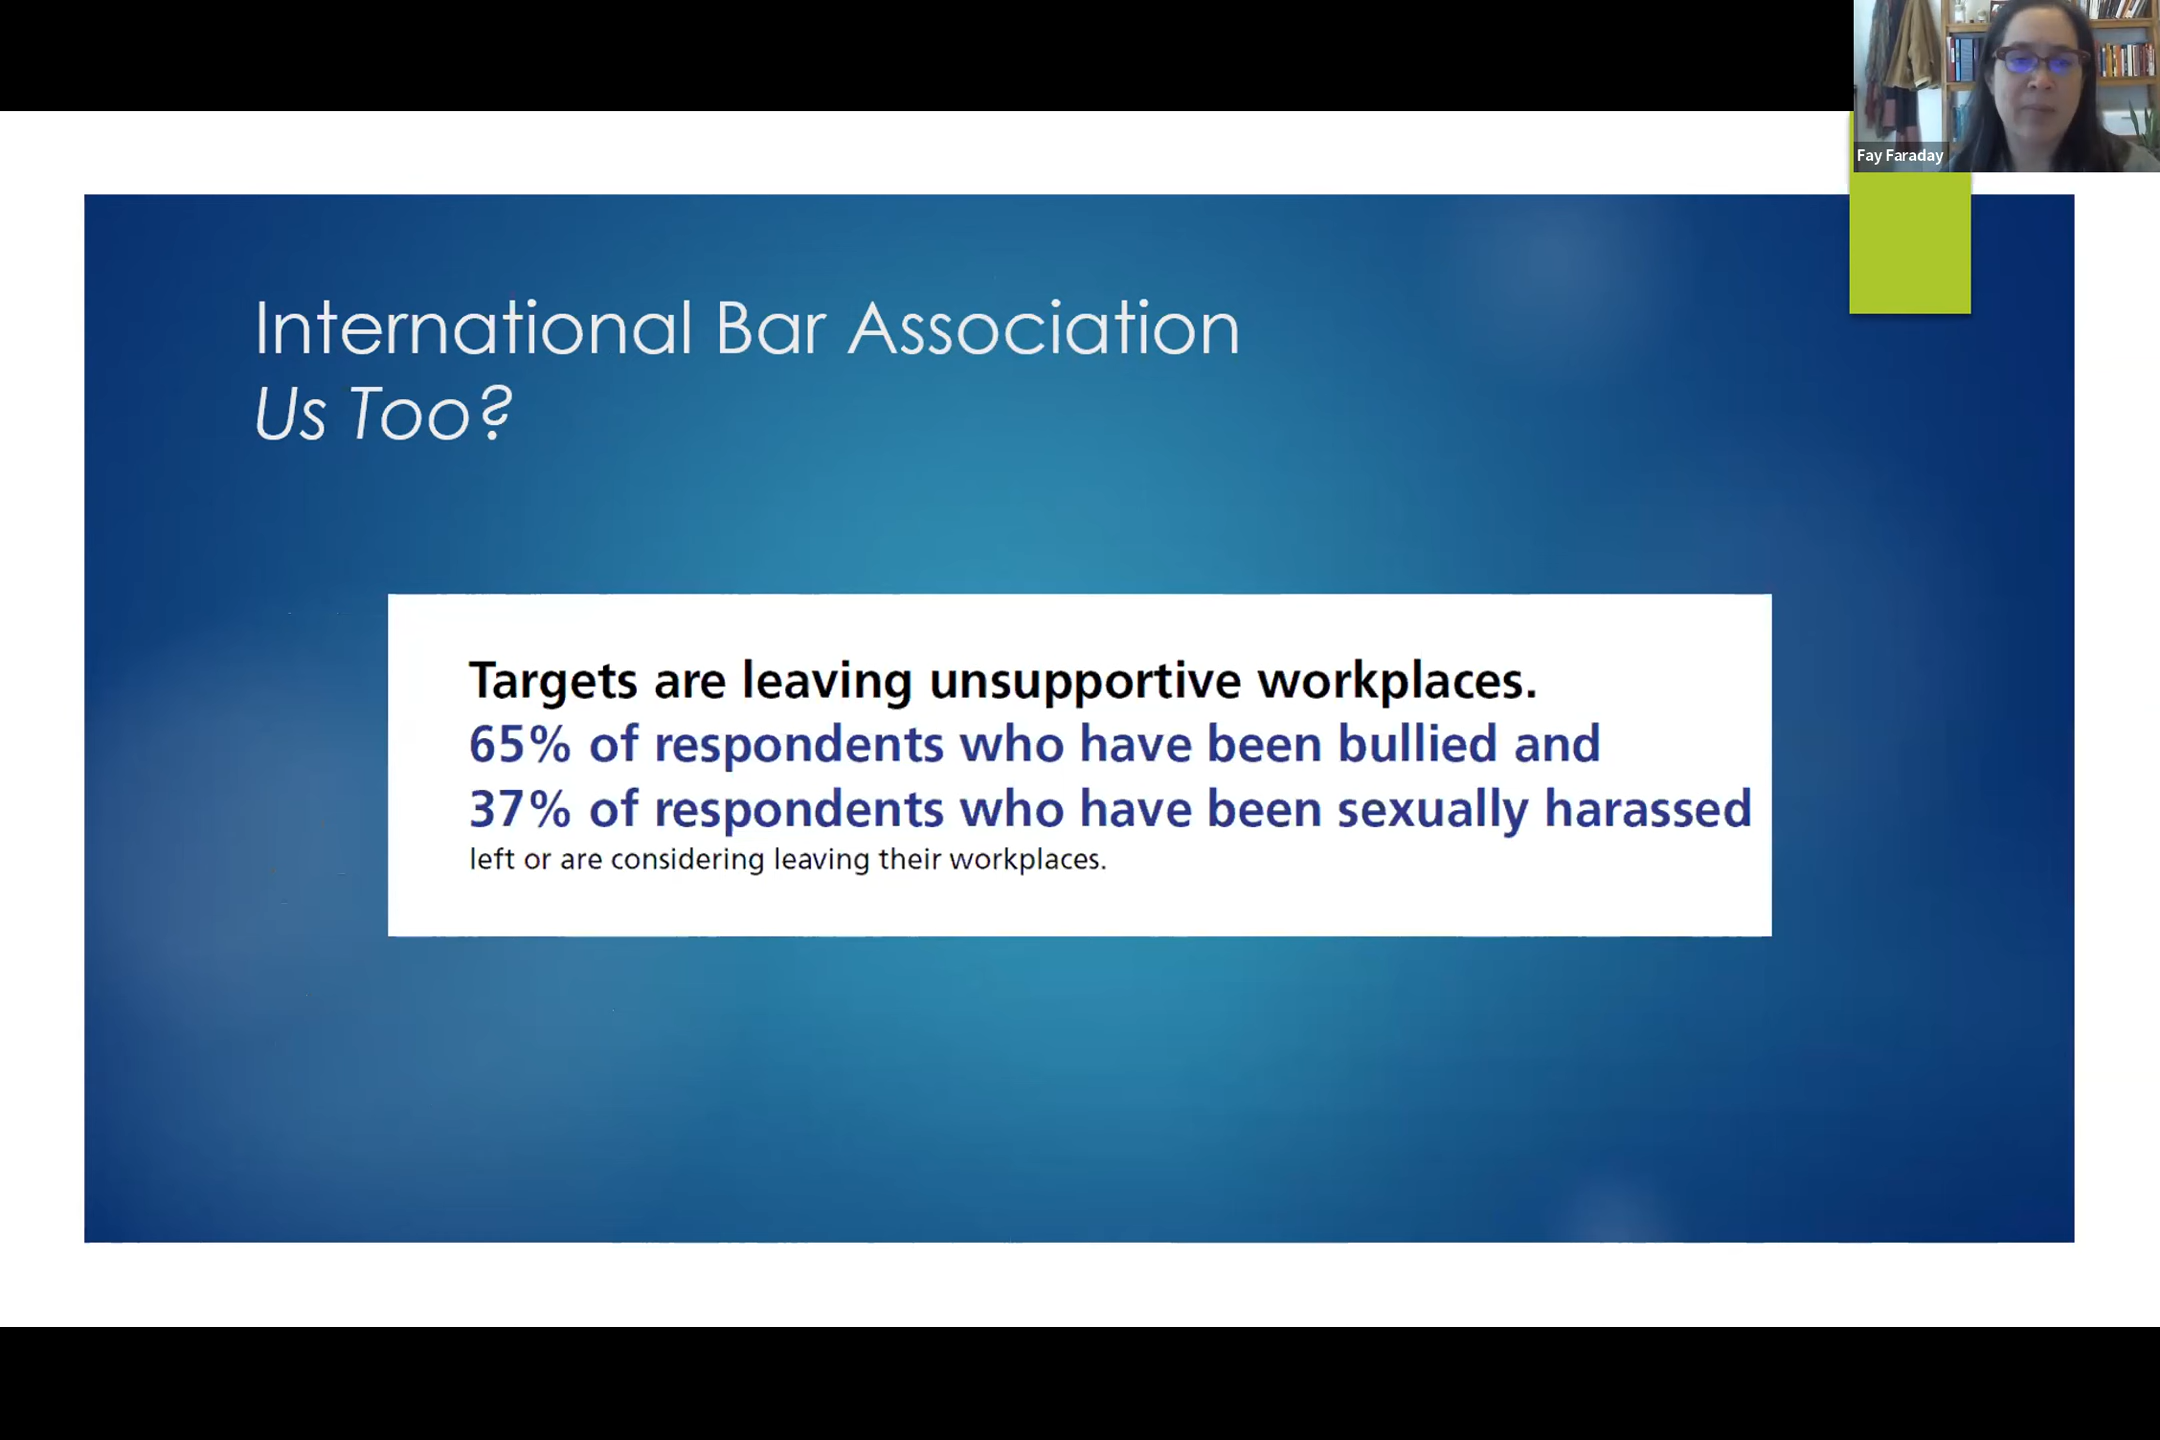 Fay Faraday
International Bar Association
Us Too?
Targets are leaving unsupportive workplaces.
65% of respondents who have been bullied and
37% of respondents who have been sexually harassed
left or are considering leaving their workplaces.